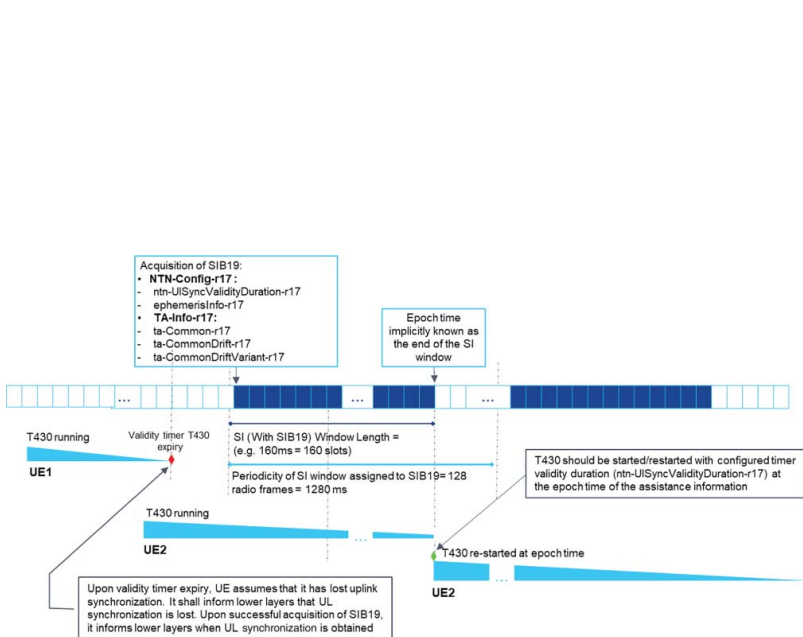 Acquisition of SIB19:
• NTN-Config-r17 :
- ntn-UlSyncValidityDuration-r17
- ephemerisInfo-r17
• TA-Info-r17:
- ta-Common-r17
- ta-CommonDrift-r17
- ta-CommonDriftVariant-r17
Epoch time
implicitly known as
the end of the SI
window
...
...
...
T430 running
UE1
Validity timer T430
expiry
SI (With SIB19) Window Length =
(e.g. 160ms = 160 slots)
Periodicity of SI window assigned to SIB19= 128
radio frames = 1280 ms
T430 should be started/restarted with configured timer
validity duration (ntn-UlSyncValidityDuration-r17) at
the epoch time of the assistance information
T430 running
UE2
...
T430 re-started at epoch time
...
UE2
Upon validity timer expiry, UE assumes that it has lost uplink
synchronization. It shall inform lower layers that UL
synchronization is lost. Upon successful acquisition of SIB19,
it informs lower layers when UL synchronization is obtained